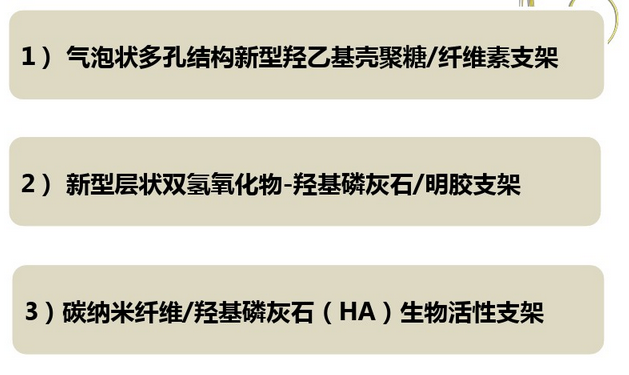 1） 气泡状多孔结构新型羟乙基壳聚糖/纤维素支架
2） 新型层状双氢氧化物-羟基磷灰石/明胶支架
3）碳纳米纤维/羟基磷灰石（HA）生物活性支架